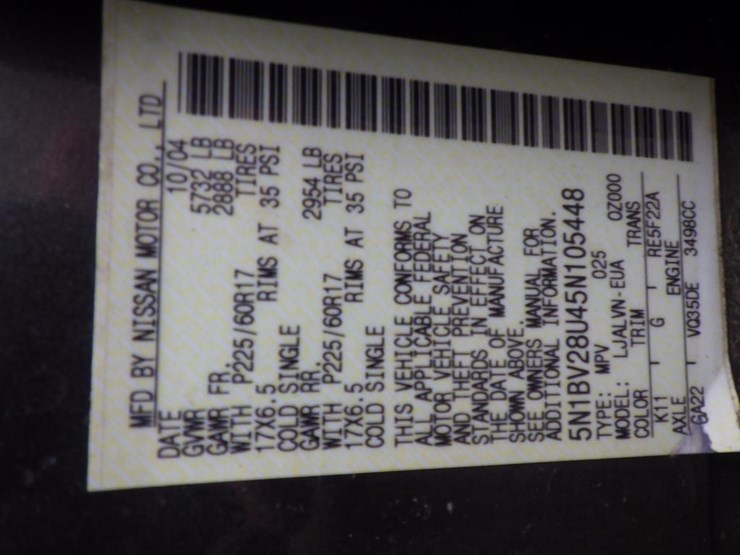 MFD BY NISSAN MOTOR CO., LTD
DATE 10/04
GVWR 5732 LB
GAWR FR. 2888 LB
WITH P225/60R17 TIRES
17X6.5 RIMS AT 35 PSI
COLD SINGLE
GAWR RR. 2954 LB
WITH P225/60R17 TIRES
17X6.5 RIMS AT 35 PSI
COLD SINGLE
THIS VEHICLE CONFORMS TO
ALL APPLICABLE FEDERAL
MOTOR VEHICLE SAFETY
AND THEFT PREVENTION
STANDARDS IN EFFECT ON
THE DATE OF MANUFACTURE
SHOWN ABOVE.
SEE OWNERS MANUAL FOR
ADDITIONAL INFORMATION.
5N1BV28U45N105448
TYPE: MPV 025
MODEL: LJALVN-EUA 0Z000
COLOR TRIM TRANS
K11 G RE5F22A
AXLE ENGINE
GA22 VQ35DE 3498CC